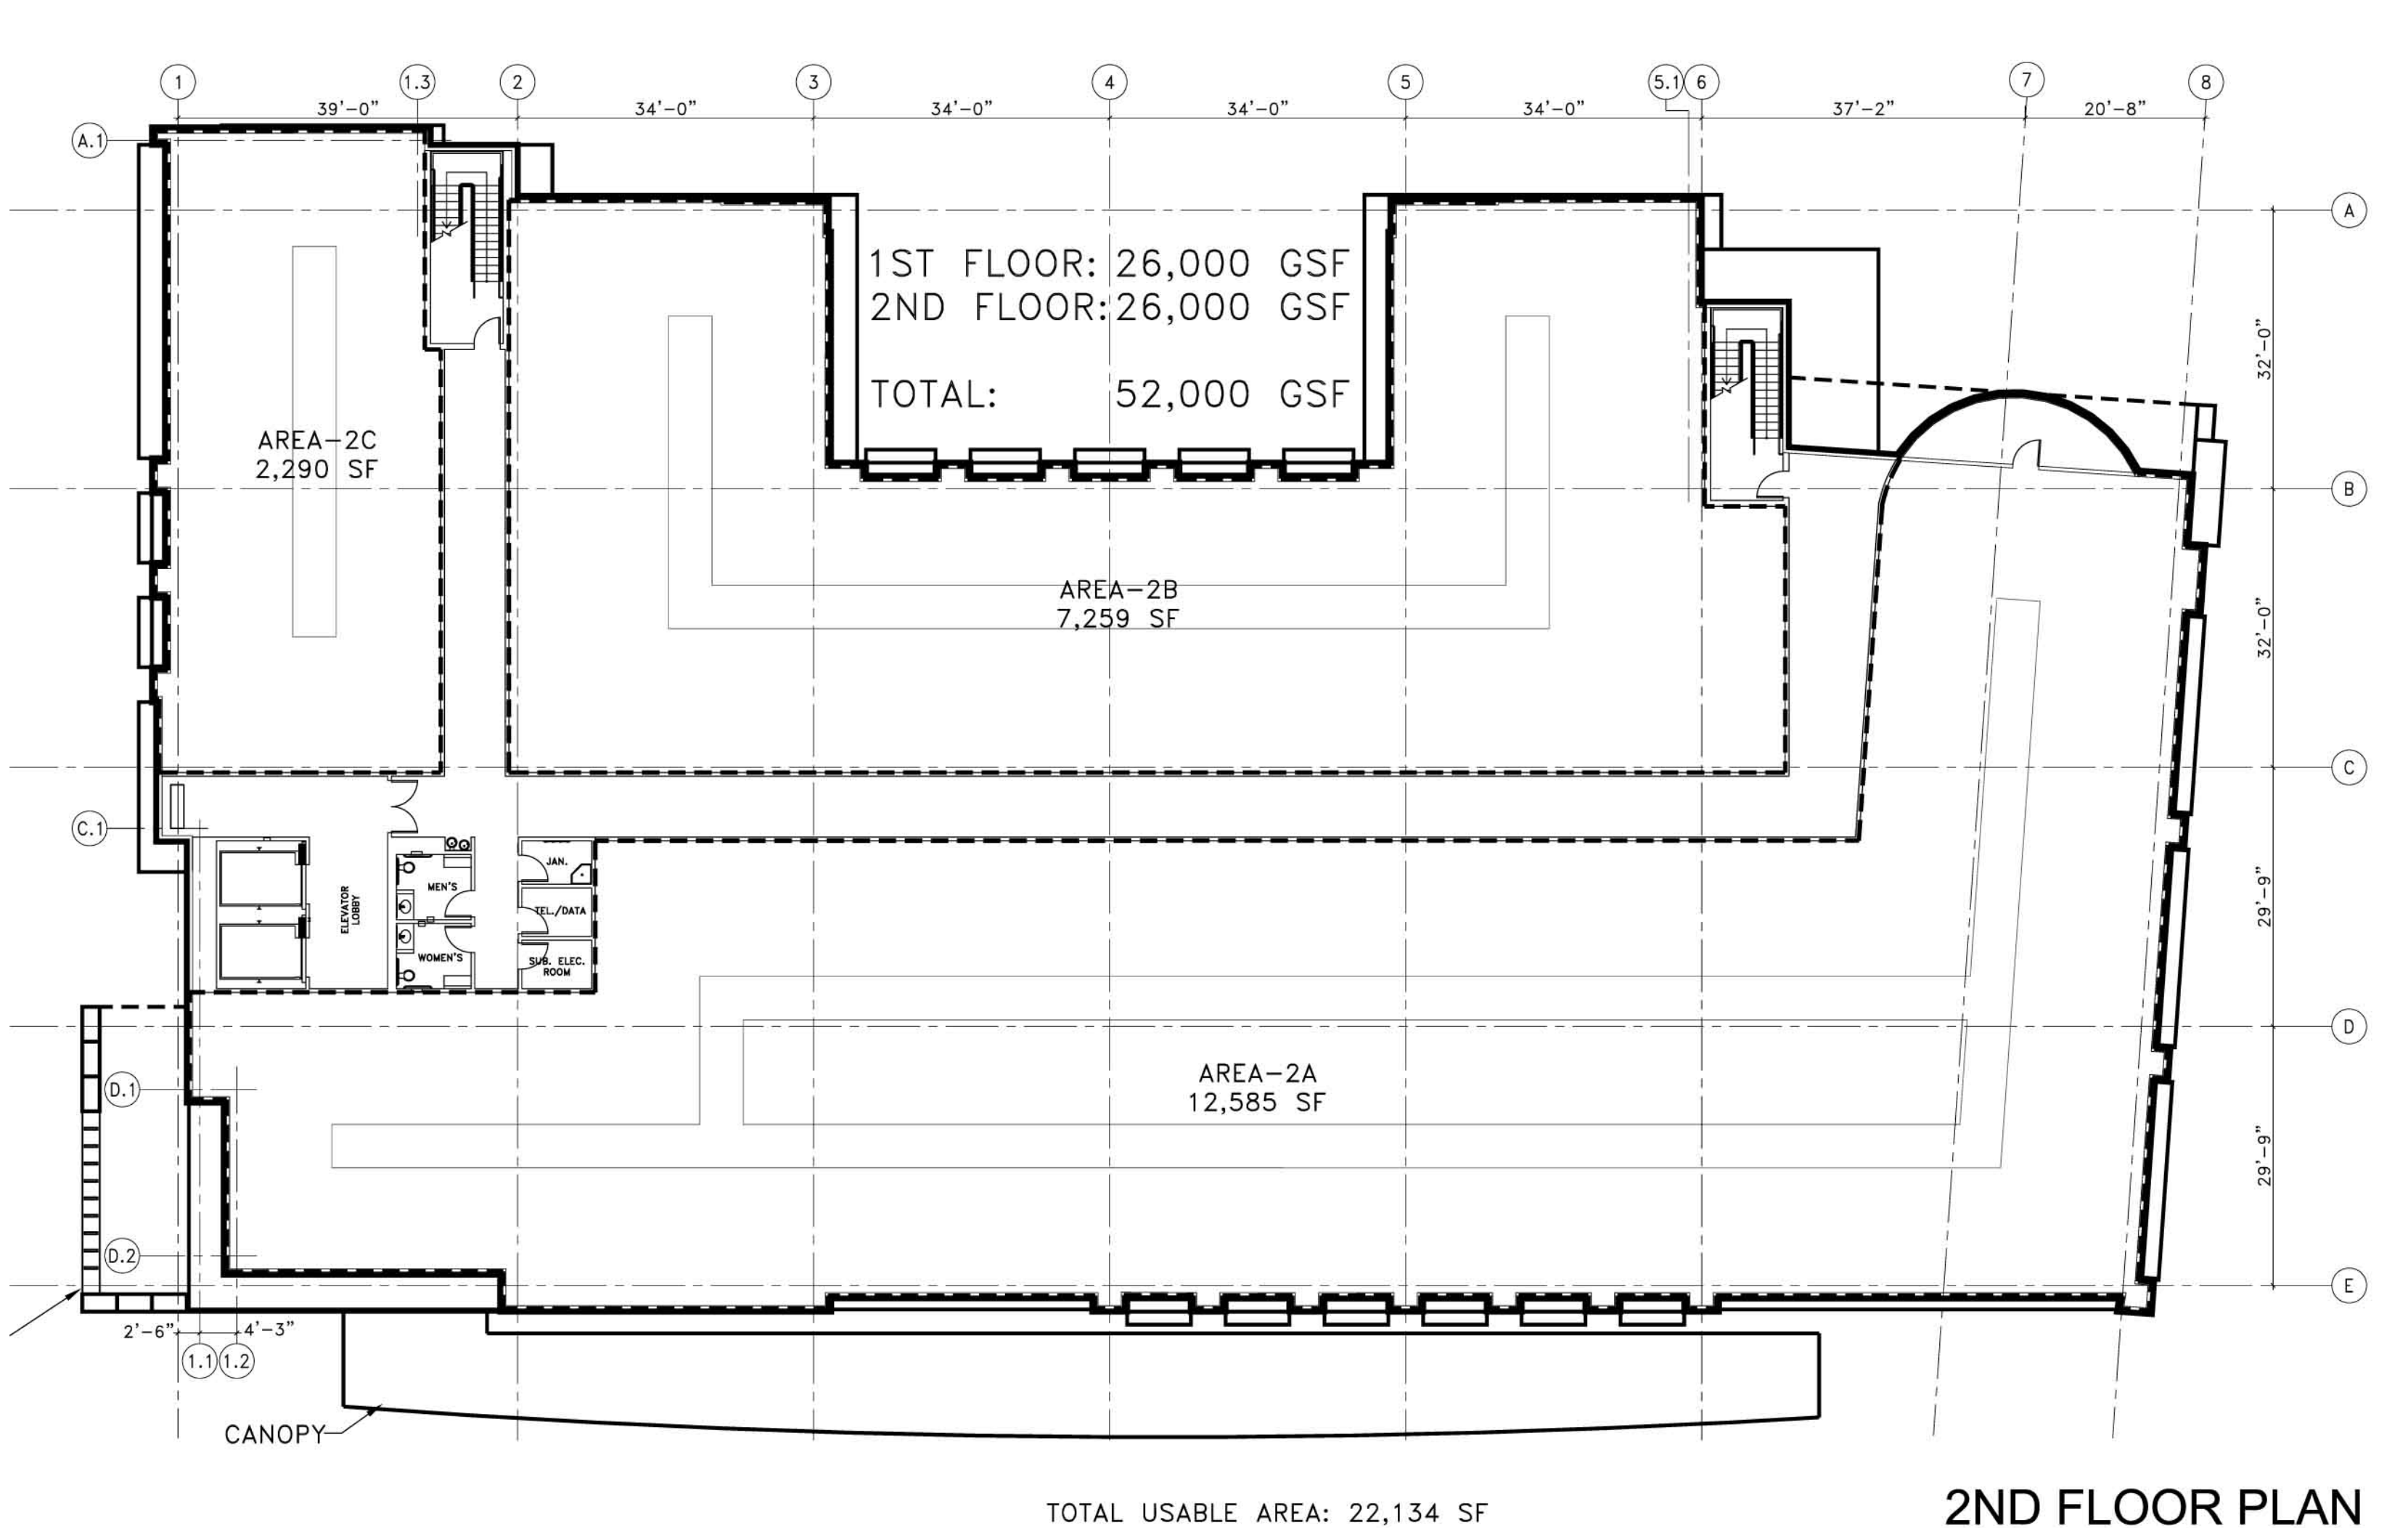 1 1.3 2 3 4 5 5.1 6 7 8
39'-0" 34'-0" 34'-0" 34'-0" 34'-0" 37'-2" 20'-8"
A.1
A
1ST FLOOR: 26,000 GSF
2ND FLOOR: 26,000 GSF
32'-0"
TOTAL: 52,000 GSF
AREA-2C
2,290 SF
B
AREA-2B
7,259 SF
32'-0"
C
C.1
JAN.
MEN'S
ELEVATOR
LOBBY
TEL./DATA
29'-9"
WOMEN'S
SUB. ELEC.
ROOM
D
AREA-2A
12,585 SF
D.1
29'-9"
D.2
E
2'-6" 4'-3"
1.1 1.2
CANOPY
TOTAL USABLE AREA: 22,134 SF
2ND FLOOR PLAN